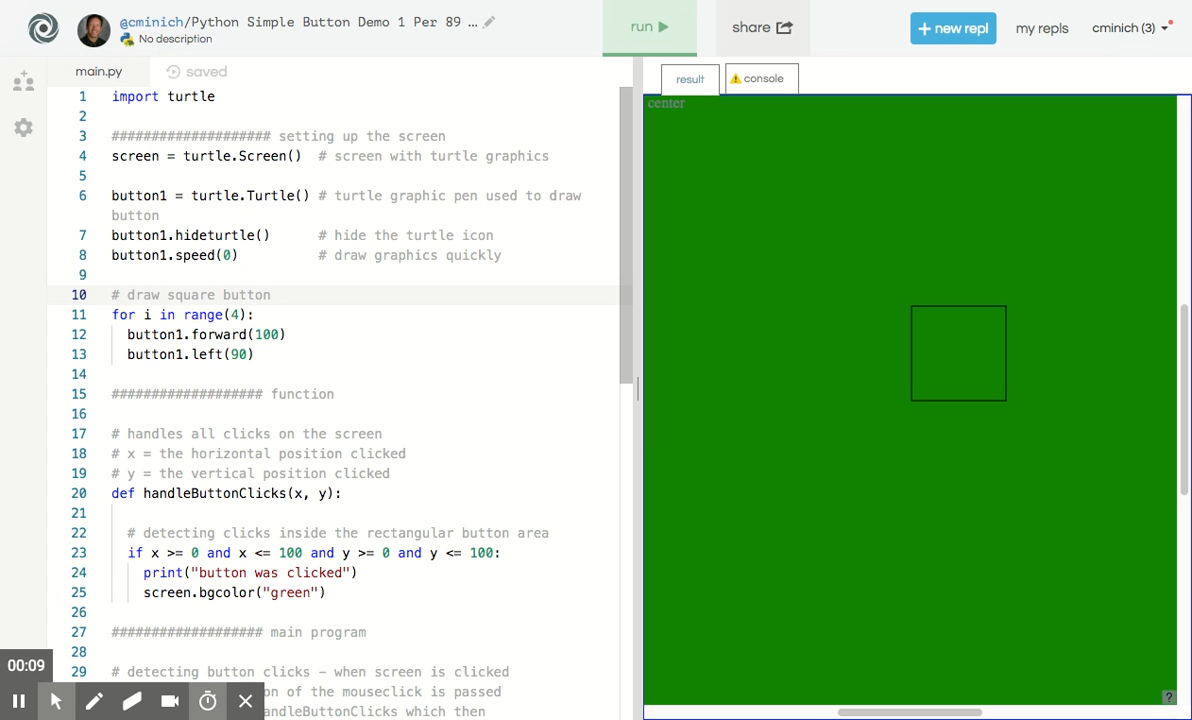 @cminich/Python Simple Button Demo 1 Per 89 ...
No description
run
share
+ new repl
my repls
cminich (3)
main.py
saved
result
console
1 import turtle
2
3 #################### setting up the screen
4 screen = turtle.Screen()  # screen with turtle graphics
5
6 button1 = turtle.Turtle() # turtle graphic pen used to draw
button
7 button1.hideturtle()      # hide the turtle icon
8 button1.speed(0)          # draw graphics quickly
9
10 # draw square button
11 for i in range(4):
12   button1.forward(100)
13   button1.left(90)
14
15 ################### function
16
17 # handles all clicks on the screen
18 # x = the horizontal position clicked
19 # y = the vertical position clicked
20 def handleButtonClicks(x, y):
21
22   # detecting clicks inside the rectangular button area
23   if x >= 0 and x <= 100 and y >= 0 and y <= 100:
24     print("button was clicked")
25     screen.bgcolor("green")
26
27 ################### main program
28
29 # detecting button clicks - when screen is clicked
on of the mouseclick is passed
andleButtonClicks which then
center
00:09
?